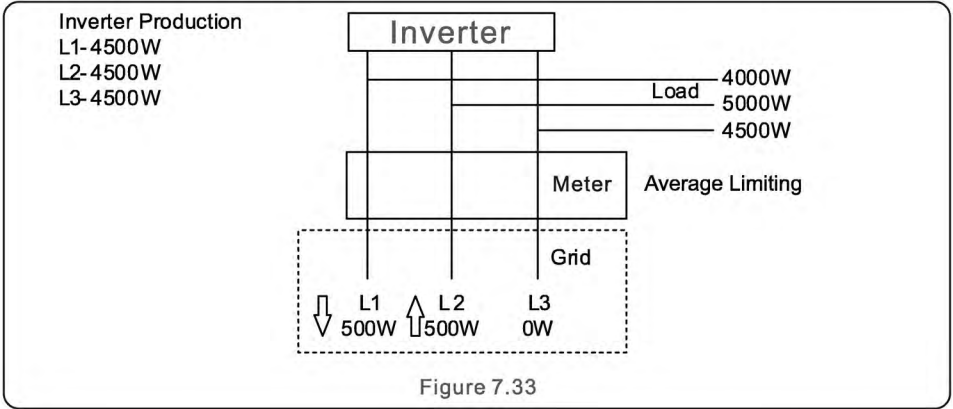 Inverter Production
L1-4500W
L2-4500W
L3-4500W
Inverter
Load
4000W
5000W
4500W
Meter
Average Limiting
Grid
L1 L2 L3
500W 500W 0W
Figure 7.33